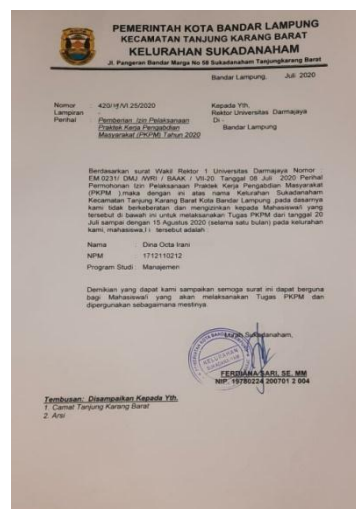 PEMERINTAH KOTA BANDAR LAMPUNG
KECAMATAN TANJUNG KARANG BARAT
KELURAHAN SUKADANAHAM
Jl. Pangeran Bandar Marga No 58 Sukadanaham Tanjungkarang Barat
Bandar Lampung, Juli 2020
Nomor : 420/ /VI.25/2020
Lampiran :
Perihal : Pemberian Izin Pelaksanaan
Praktek Kerja Pengabdian
Masyarakat (PKPM) Tahun 2020
Kepada Yth,
Rektor Universitas Darmajaya
Di -
Bandar Lampung
Berdasarkan surat Wakil Rektor 1 Universitas Darmajaya Nomor :
EM.0231/ DMJ /WRI / BAAK / VII-20 Tanggal 08 Juli 2020 Perihal
Permohonan Izin Pelaksanaan Praktek Kerja Pengabdian Masyarakat
(PKPM ),maka dengan ini atas nama Kelurahan Sukadanaham
Kecamatan Tanjung Karang Barat Kota Bandar Lampung pada dasarnya
kami tidak berkeberatan dan mengizinkan kepada Mahasiswa/i yang
tersebut di bawah ini untuk melaksanakan Tugas PKPM dari tanggal 20
Juli sampai dengan 15 Agustus 2020 (selama satu bulan) pada kelurahan
kami, mahasiswa,i ı tersebut adalah :
Nama : Dina Octa Irani
NPM : 1712110212
Program Studi : Manajemen
Demikian yang dapat kami sampaikan semoga surat ini dapat berguna
bagi Mahasiswa/i yang akan melaksanakan Tugas PKPM dan
dipergunakan sebagaimana mestinya.
Lurah Sukadanaham,
KELURAHAN
FERDIANA SARI, SE. MM
NIP. 19780224 200701 2 004
Tembusan: Disampaikan Kepada Yth.
1. Camat Tanjung Karang Barat
2. Arsi